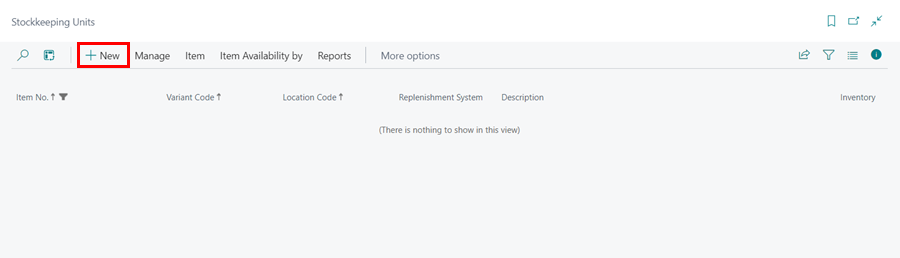 Stockkeeping Units
New Manage Item Item Availability by Reports More options
Item No. ↑ Variant Code ↑ Location Code ↑ Replenishment System Description Inventory
(There is nothing to show in this view)